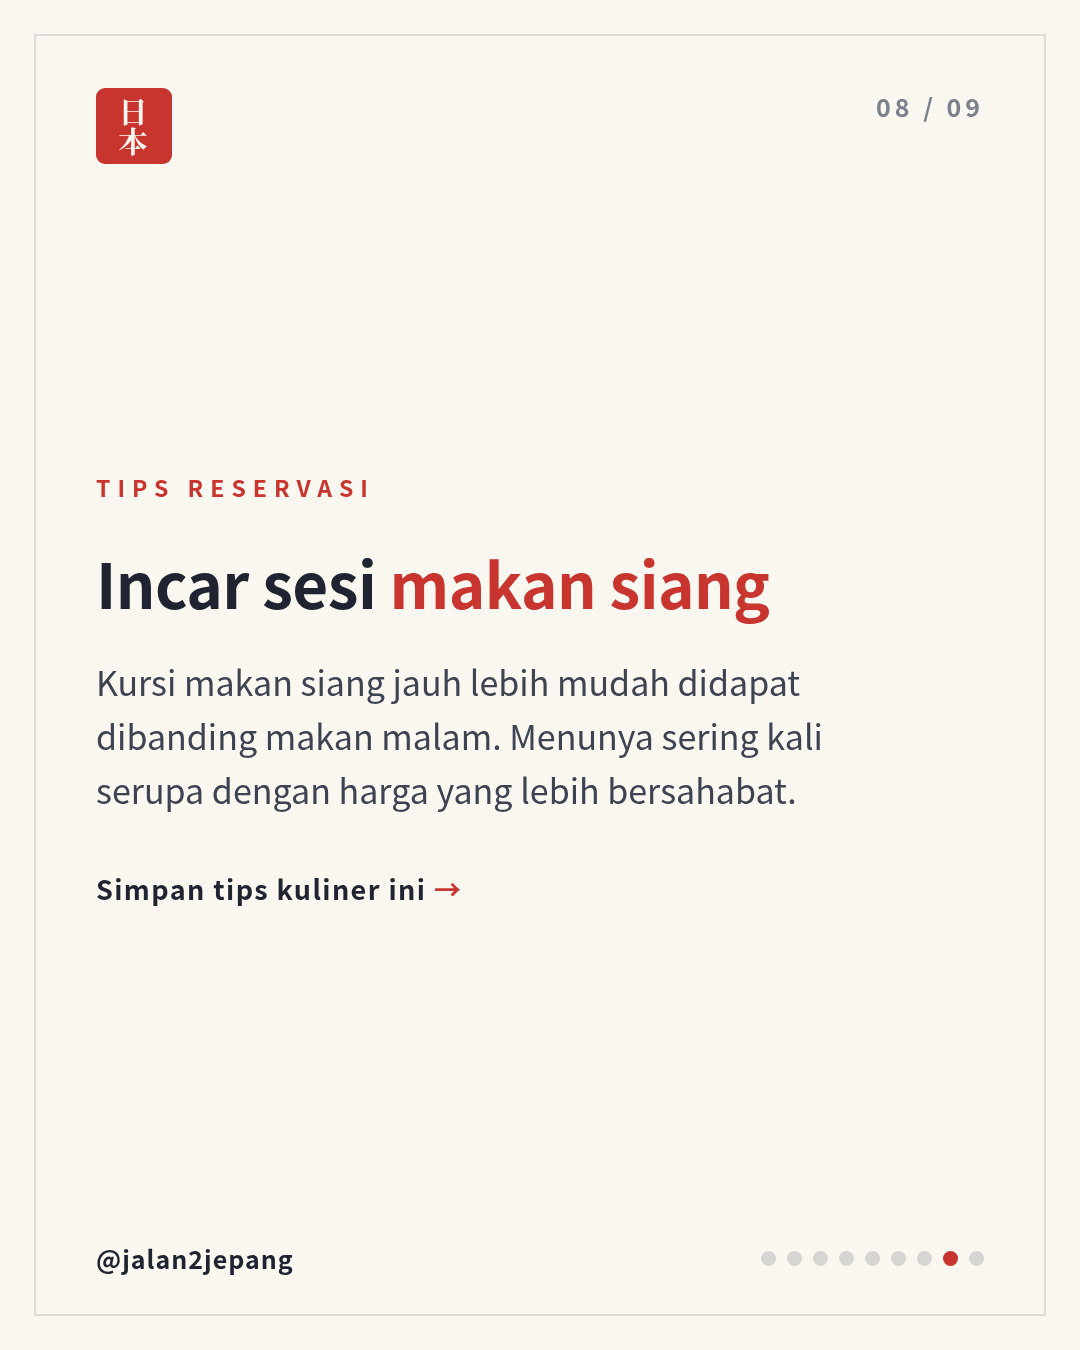 日
本
08 / 09
TIPS RESERVASI
Incar sesi makan siang
Kursi makan siang jauh lebih mudah didapat
dibanding makan malam. Menunya sering kali
serupa dengan harga yang lebih bersahabat.
Simpan tips kuliner ini →
@jalan2jepang